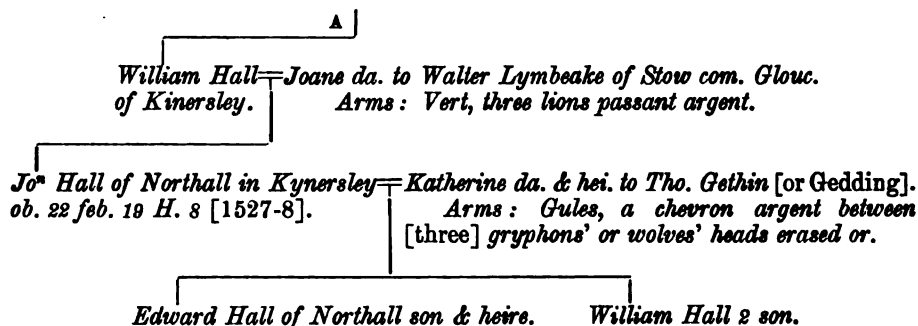 A
William Hall=Joane da. to Walter Lymbeake of Stow com. Glouc.
of Kinersley. Arms: Vert, three lions passant argent.
Joⁿ Hall of Northall in Kynersley=Katherine da. & hei. to Tho. Gethin [or Gedding].
ob. 22 feb. 19 H. 8 [1527-8]. Arms: Gules, a chevron argent between
[three] gryphons' or wolves' heads erased or.
Edward Hall of Northall son & heire. William Hall 2 son.